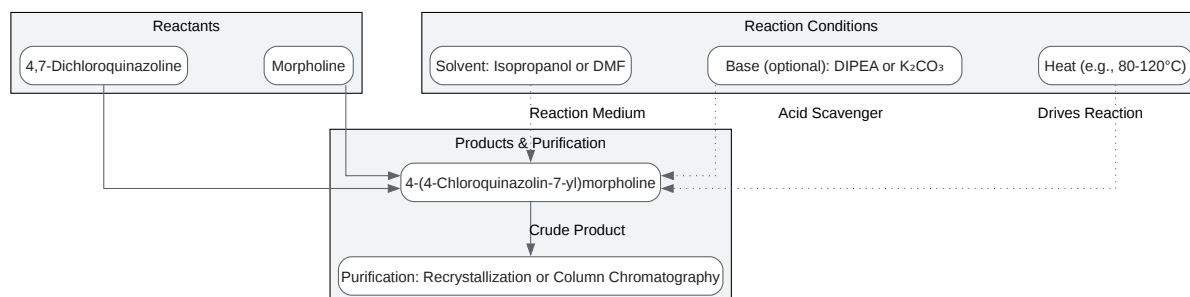 Reactants
4,7-Dichloroquinazoline
Morpholine
Reaction Conditions
Solvent: Isopropanol or DMF
Base (optional): DIPEA or K₂CO₃
Heat (e.g., 80-120°C)
Reaction Medium
Acid Scavenger
Drives Reaction
Products & Purification
4-(4-Chloroquinazolin-7-yl)morpholine
Crude Product
Purification: Recrystallization or Column Chromatography